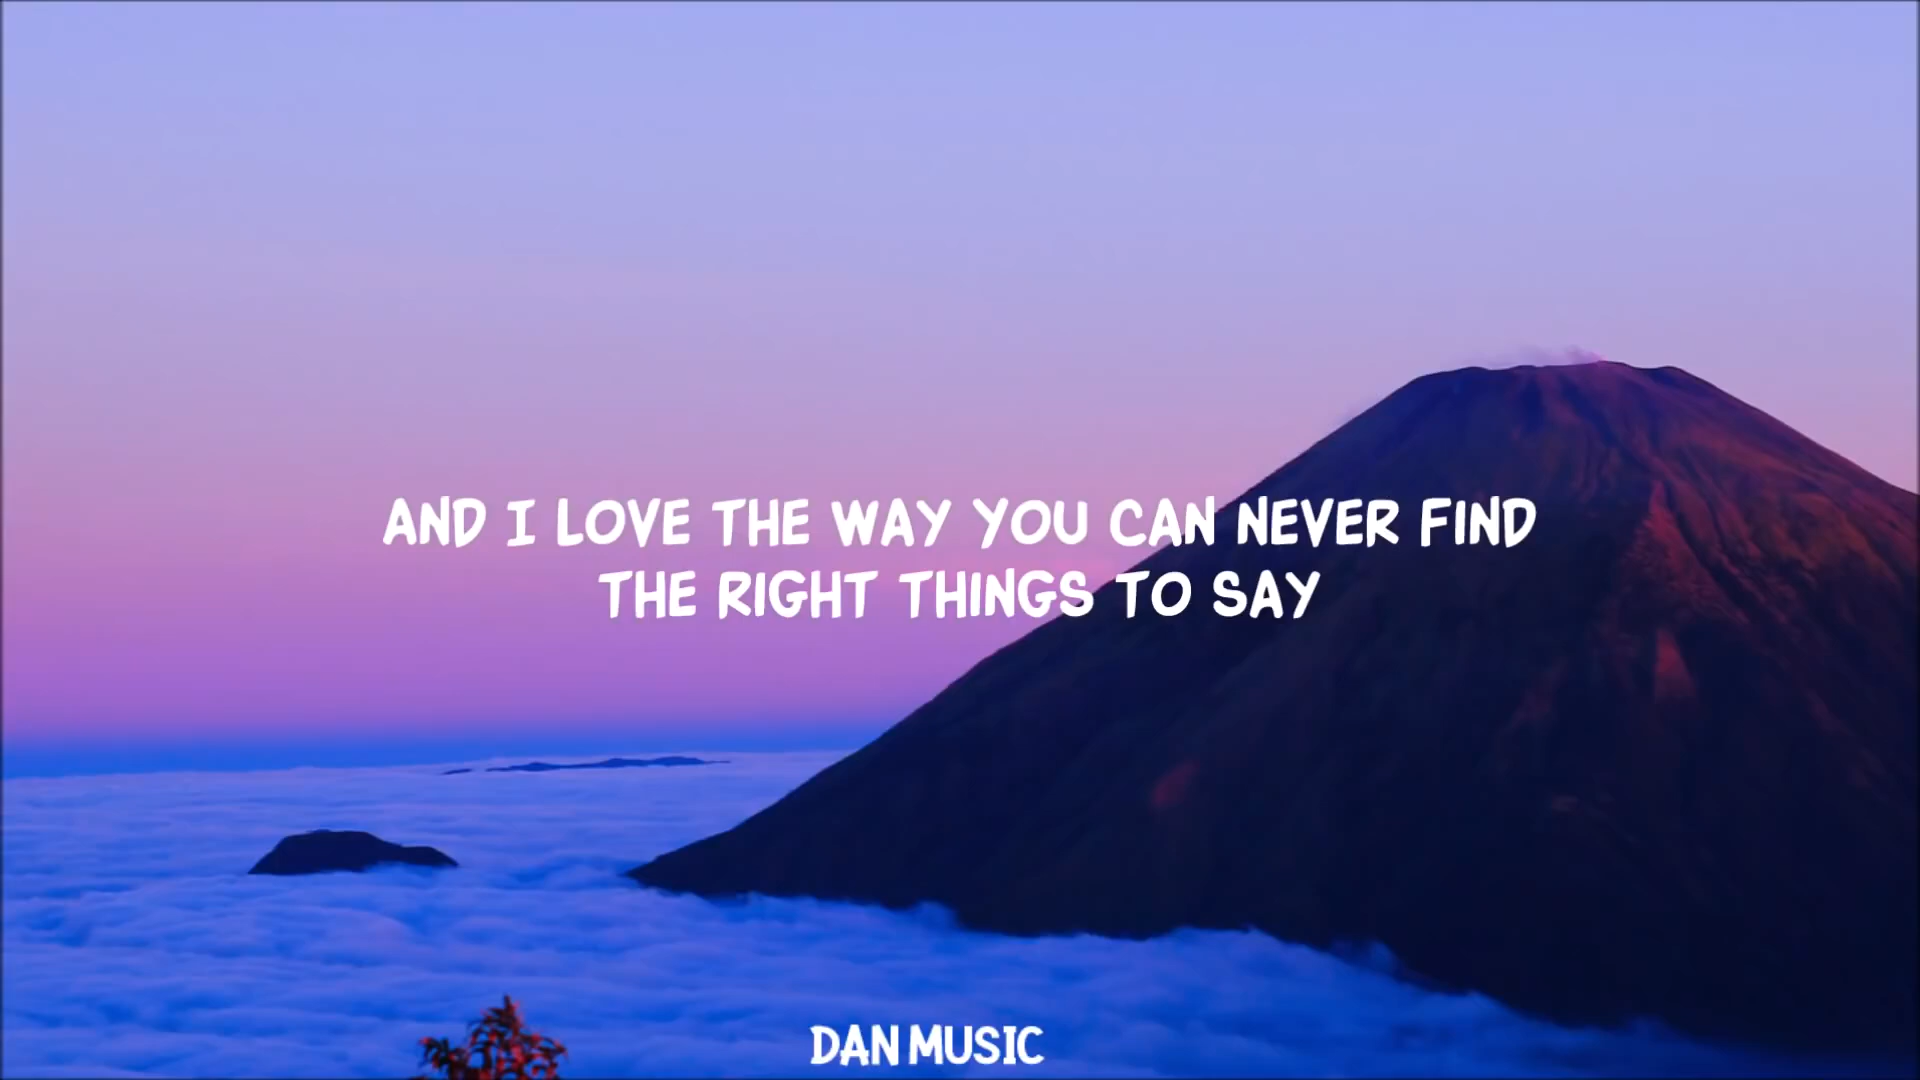 AND I LOVE THE WAY YOU CAN NEVER FIND
THE RIGHT THINGS TO SAY
DAN MUSIC